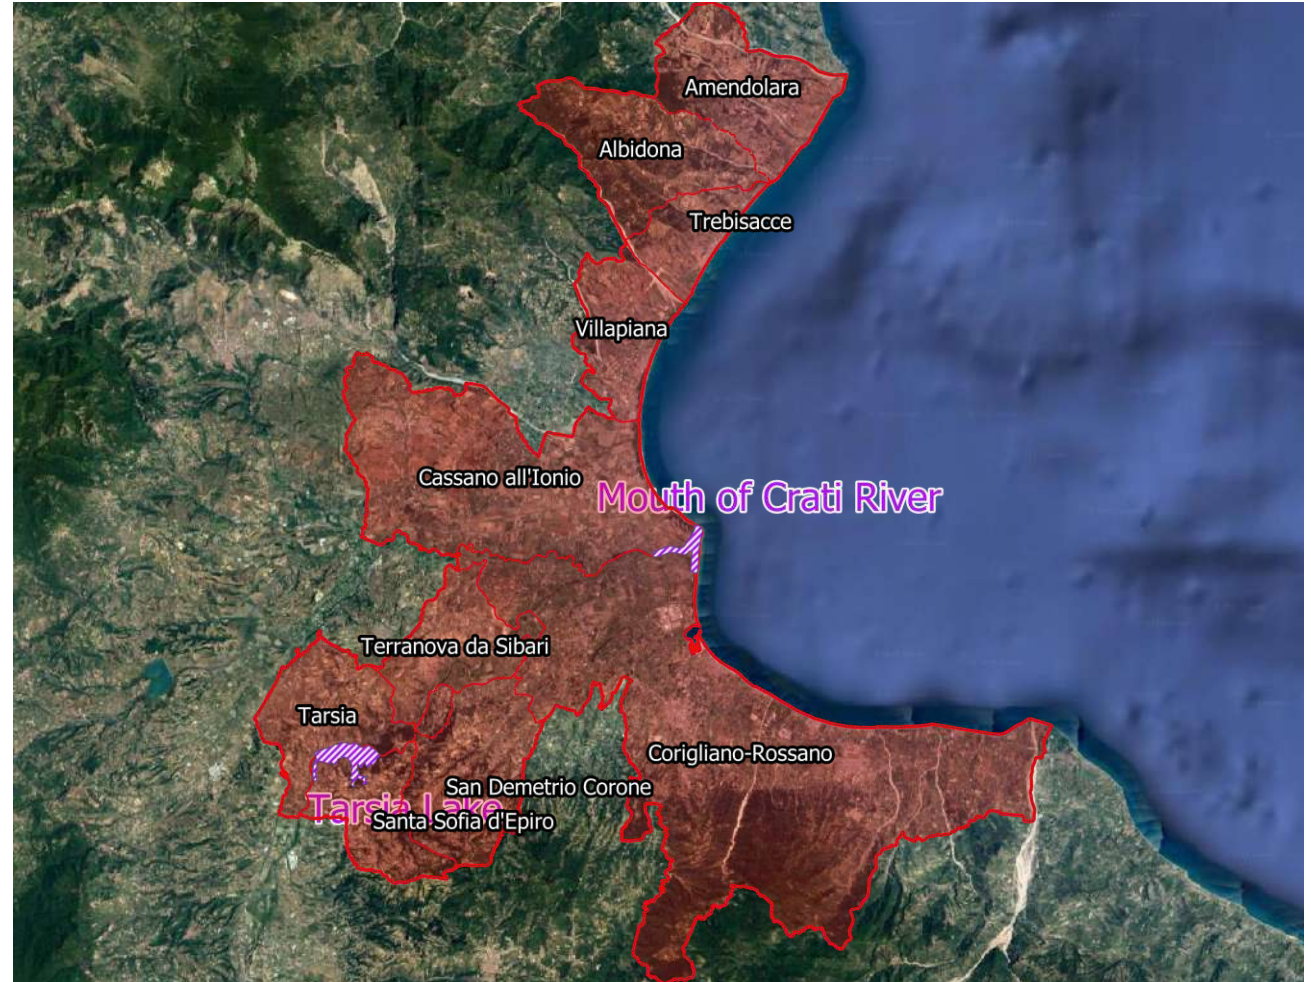 Amendolara
Albidona
Trebisacce
Villapiana
Cassano all'Ionio
Mouth of Crati River
Terranova da Sibari
Tarsia
Corigliano-Rossano
San Demetrio Corone
Tarsia Lake
Santa Sofia d'Epiro